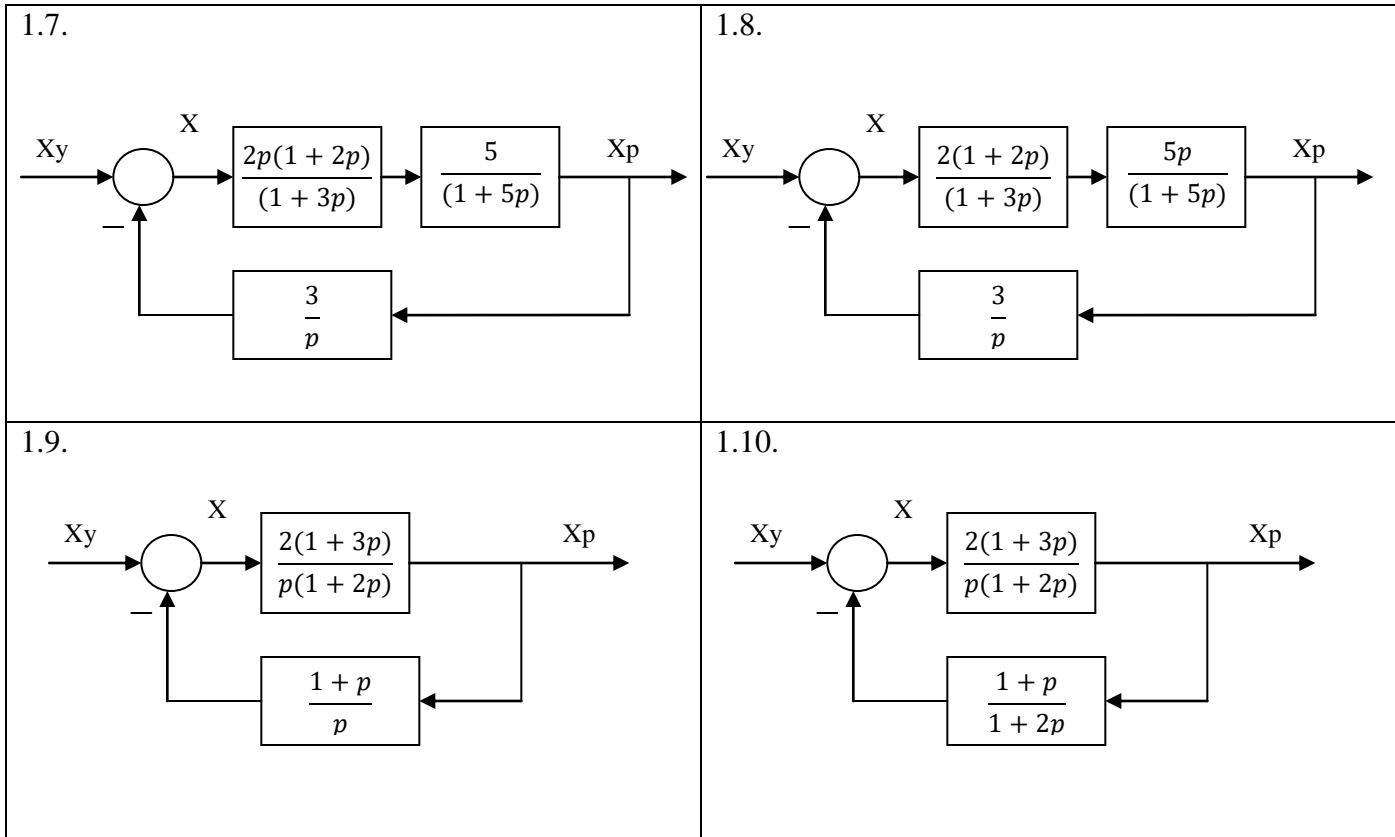 1.7.
X
Xy
2p(1 + 2p)
(1 + 3p)
5
(1 + 5p)
Xp
—
3
p
1.8.
X
Xy
2(1 + 2p)
(1 + 3p)
5p
(1 + 5p)
Xp
—
3
p
1.9.
X
Xy
2(1 + 3p)
p(1 + 2p)
Xp
—
1 + p
p
1.10.
X
Xy
2(1 + 3p)
p(1 + 2p)
Xp
—
1 + p
1 + 2p